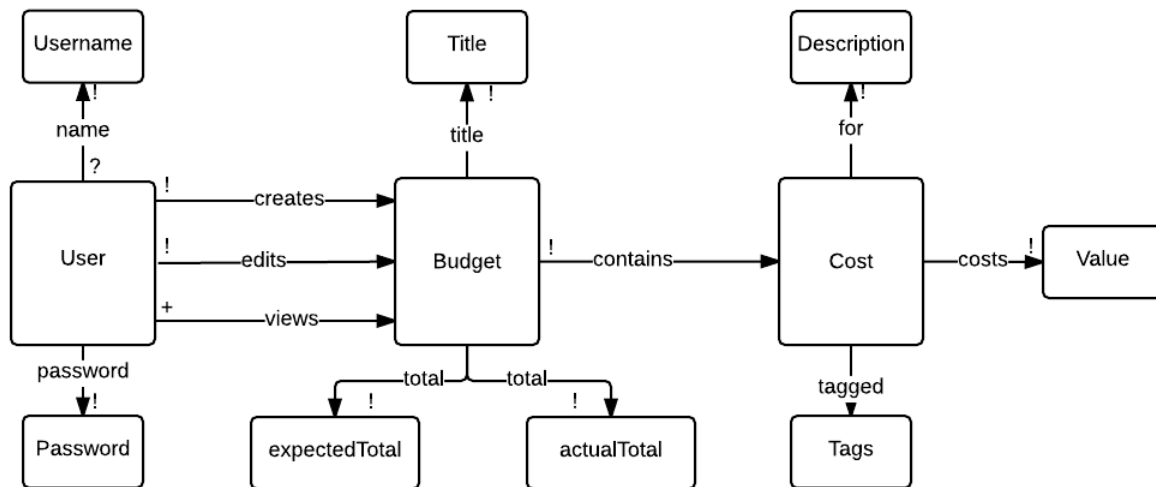 Username
Title
Description
!
!
!
name
title
for
?
!
creates
User
!
edits
Budget
!
contains
Cost
costs
!
Value
+
views
password
total
total
tagged
!
!
!
Password
expectedTotal
actualTotal
Tags